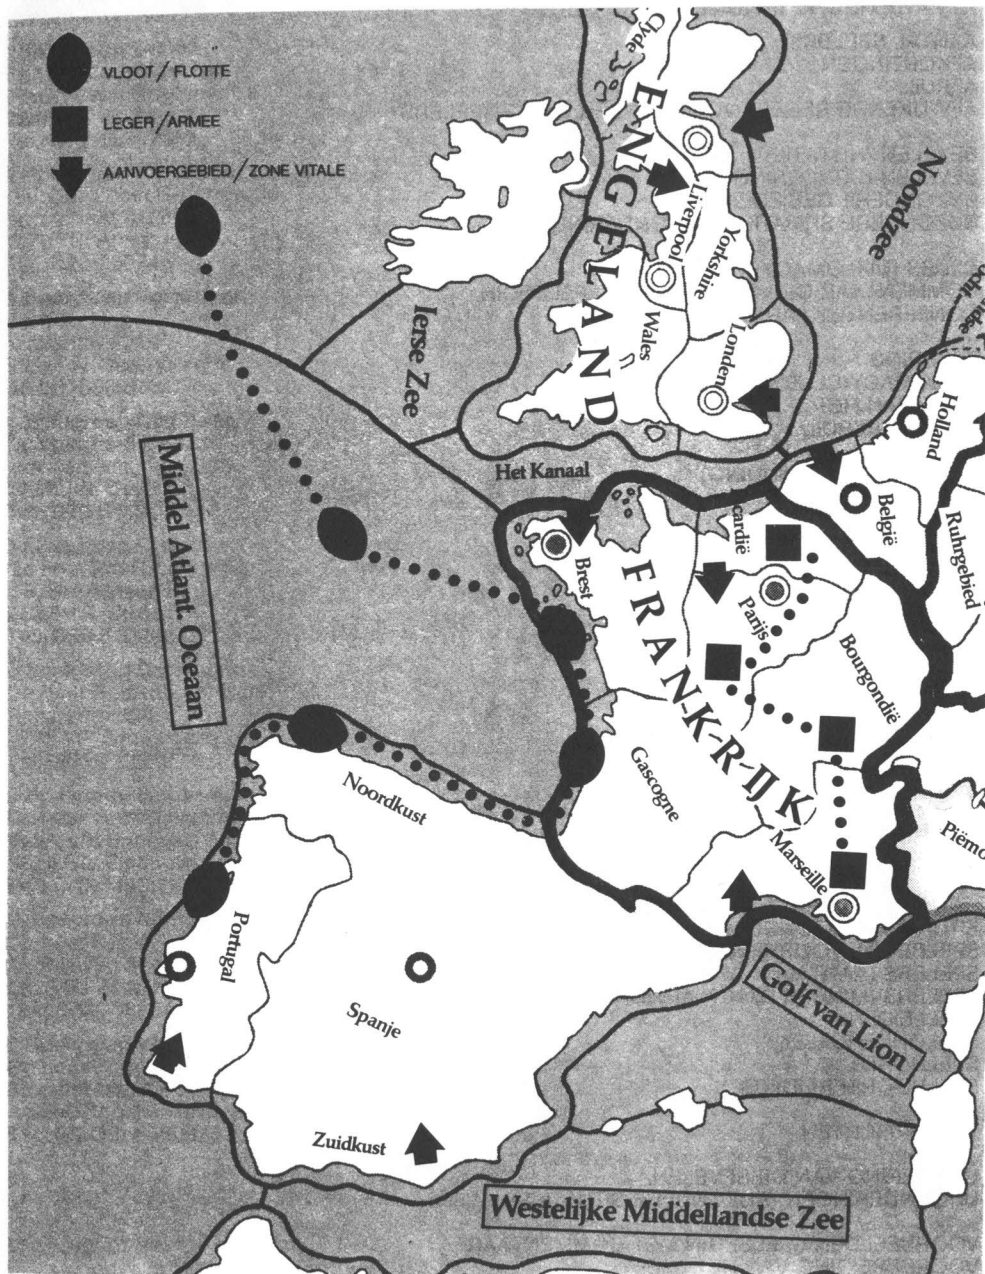 VLOOT / FLOTTE
LEGER / ARMEE
AANVOERGEBIED / ZONE VITALE
Clyde
ENGELAND
Noordzee
Liverpool
Yorkshire
Ierse Zee
Wales
Londen
Holland
Het Kanaal
België
Ruhrgebied
Middel Atlant. Oceaan
Brest
cardië
Parijs
FRANKRIJK
Bourgondië
Gascogne
Noordkust
Marseille
Piëmo
Portugal
Spanje
Golf van Lion
Zuidkust
Westelijke Middellandse Zee